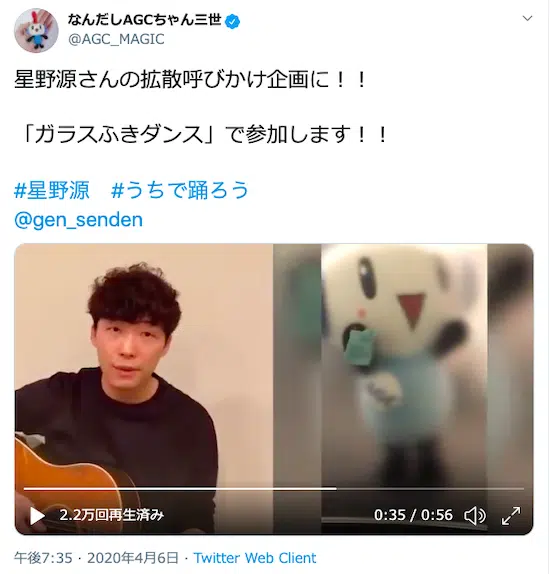 なんだしAGCちゃん三世
@AGC_MAGIC
星野源さんの拡散呼びかけ企画に！！
「ガラスふきダンス」で参加します！！
#星野源　#うちで踊ろう
@gen_senden
2.2万回再生済み
0:35 / 0:56
午後7:35 · 2020年4月6日 · Twitter Web Client